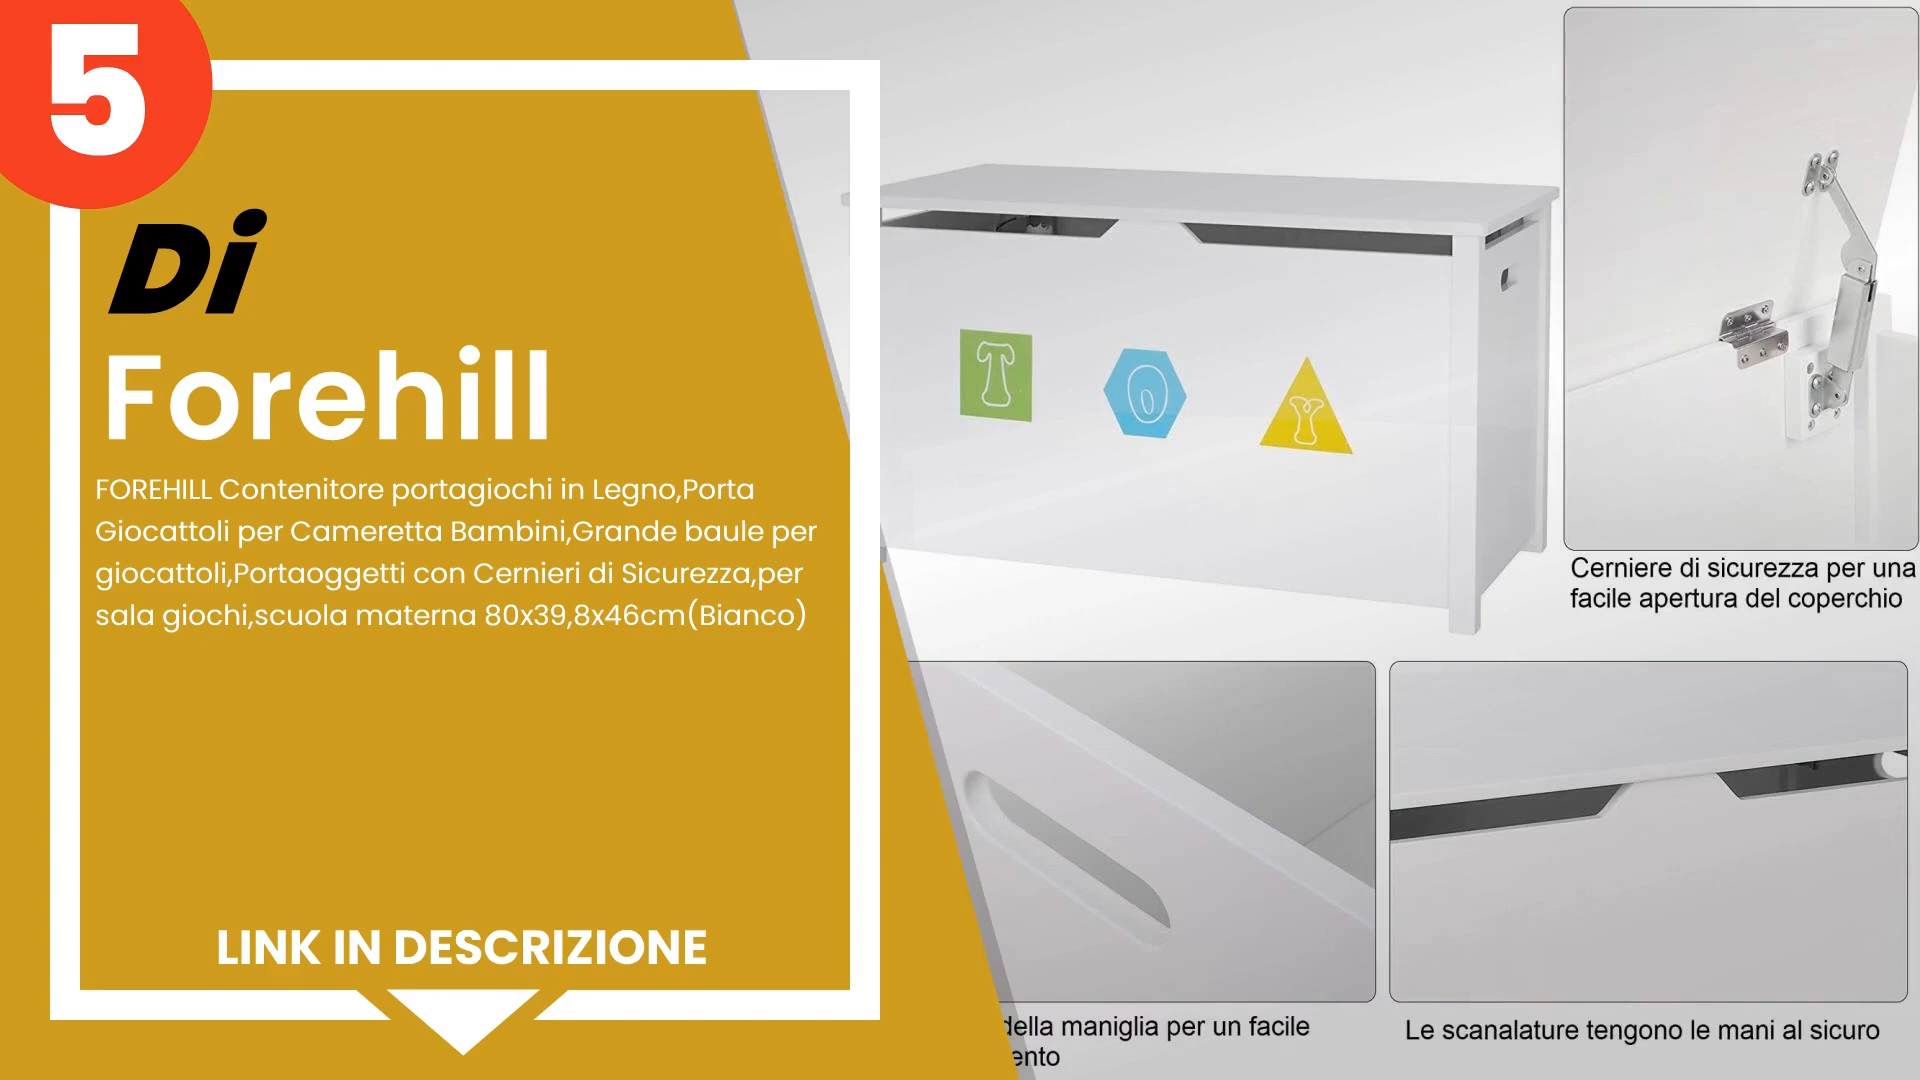 5
Di
Forehill
FOREHILL Contenitore portagiochi in Legno,Porta
Giocattoli per Cameretta Bambini,Grande baule per
giocattoli,Portaoggetti con Cernieri di Sicurezza,per
sala giochi,scuola materna 80x39,8x46cm(Bianco)
LINK IN DESCRIZIONE
T O Y
Cerniere di sicurezza per una
facile apertura del coperchio
della maniglia per un facile
ento
Le scanalature tengono le mani al sicuro